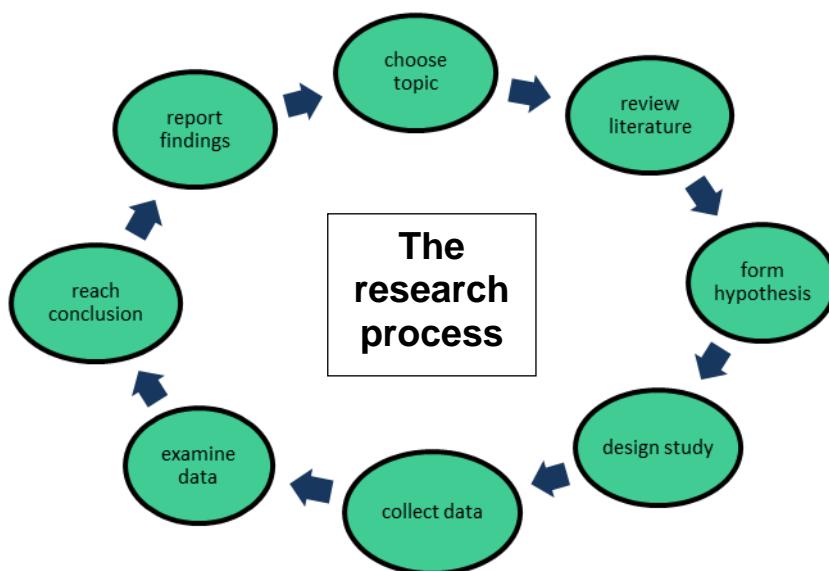 choose
topic
review
literature
form
hypothesis
design study
collect data
examine
data
reach
conclusion
report
findings
The
research
process